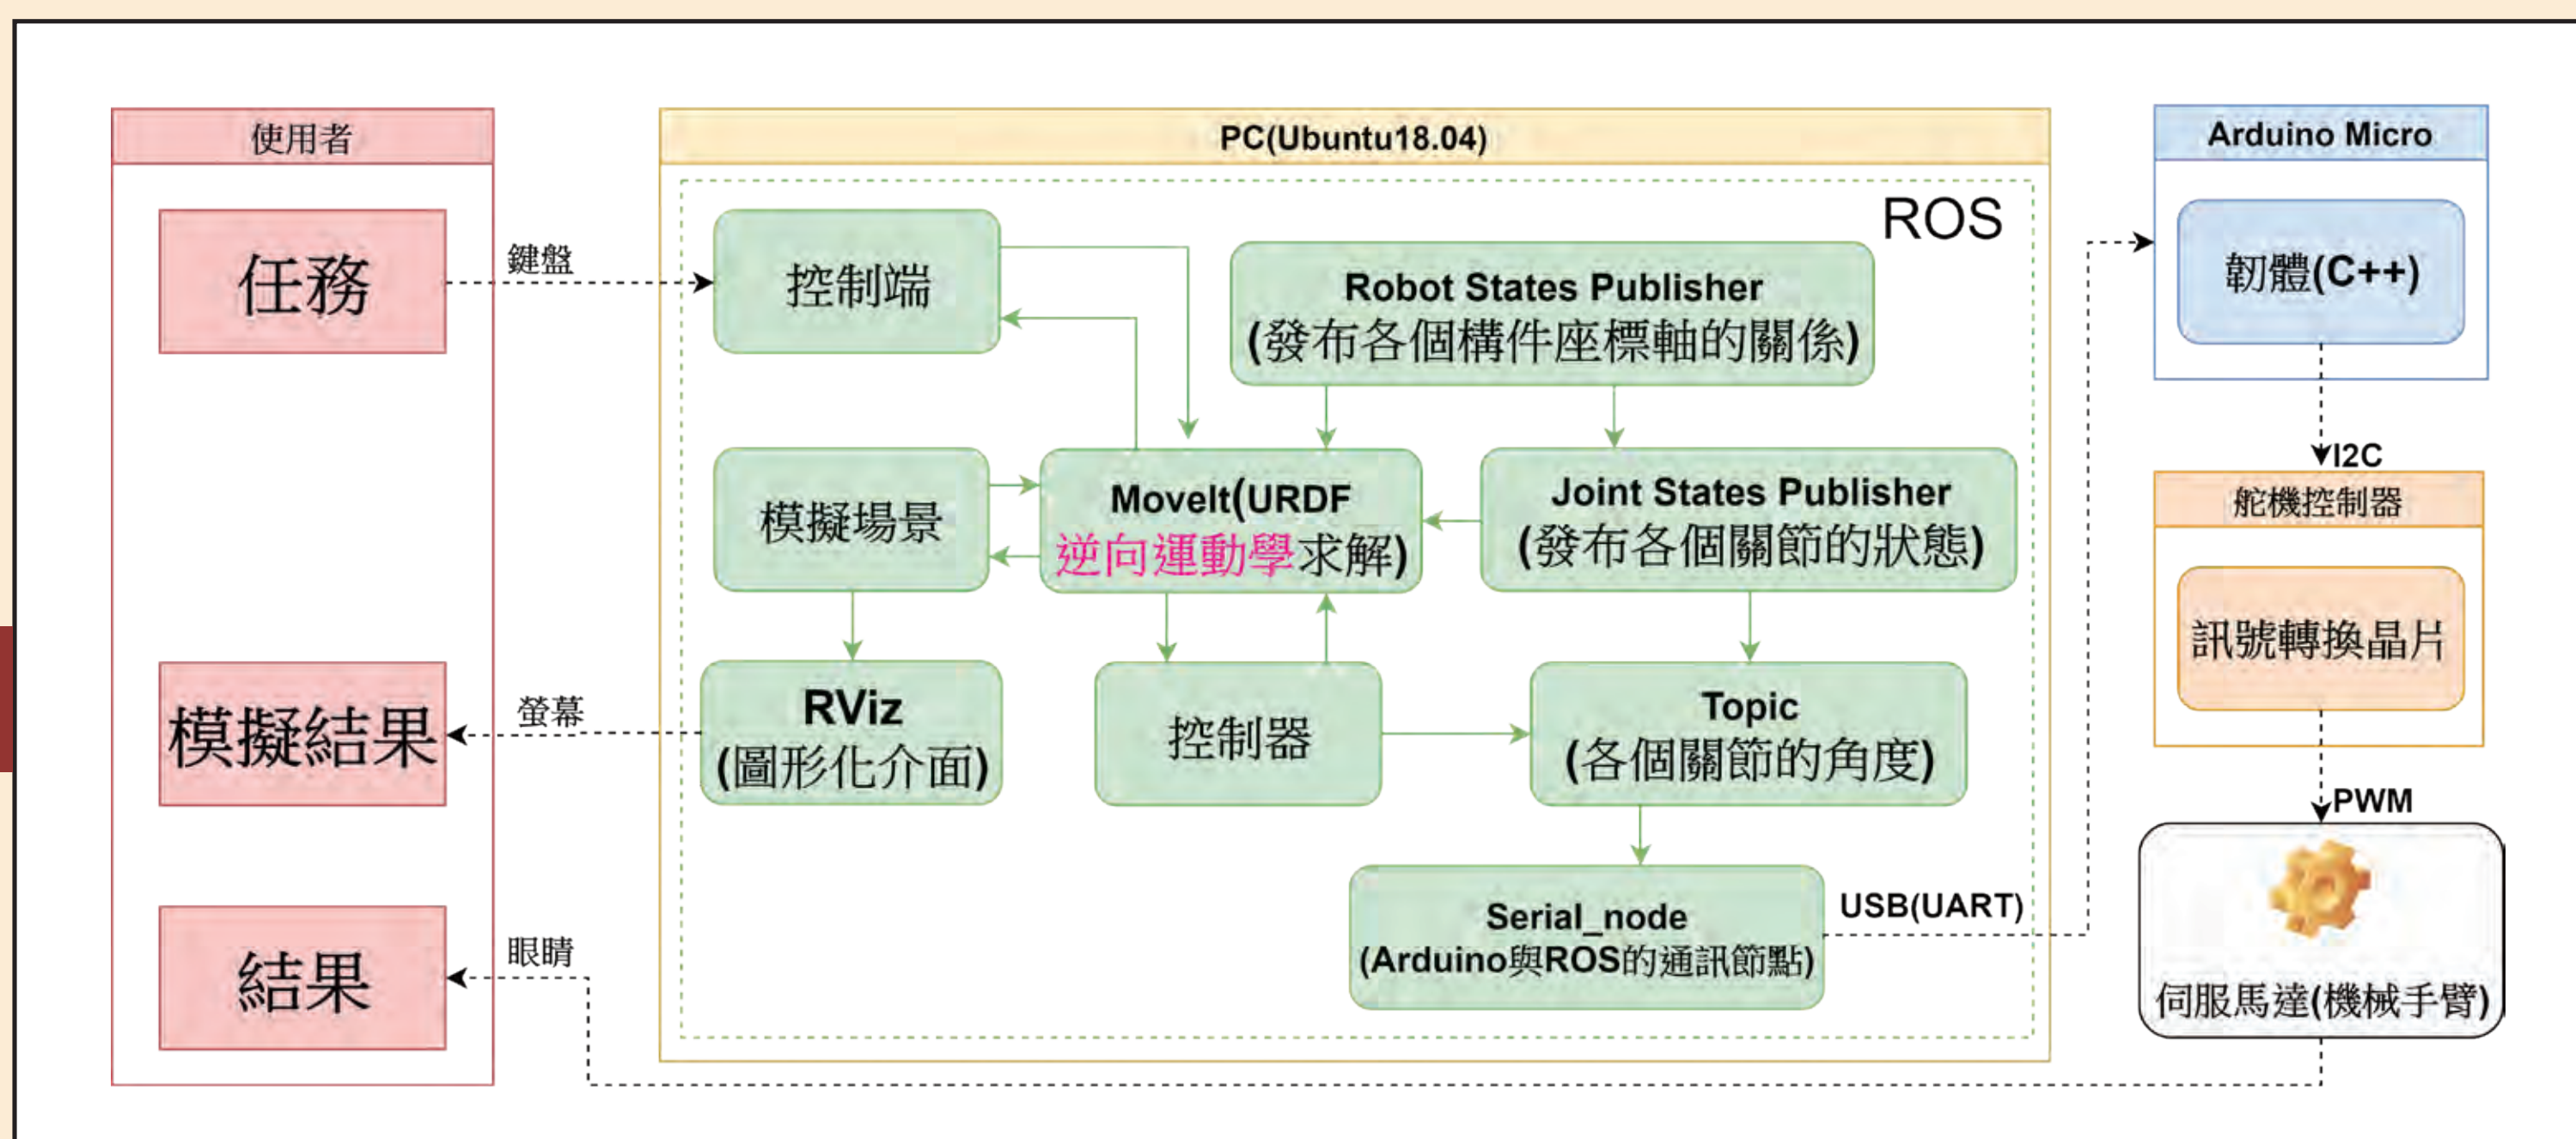 使用者
任務
模擬結果
結果
鍵盤
螢幕
眼睛
PC(Ubuntu18.04)
ROS
控制端
Robot States Publisher
(發布各個構件座標軸的關係)
模擬場景
MoveIt(URDF
逆向運動學求解)
Joint States Publisher
(發布各個關節的狀態)
RViz
(圖形化介面)
控制器
Topic
(各個關節的角度)
Serial_node
(Arduino與ROS的通訊節點)
USB(UART)
Arduino Micro
韌體(C++)
I2C
舵機控制器
訊號轉換晶片
PWM
伺服馬達(機械手臂)